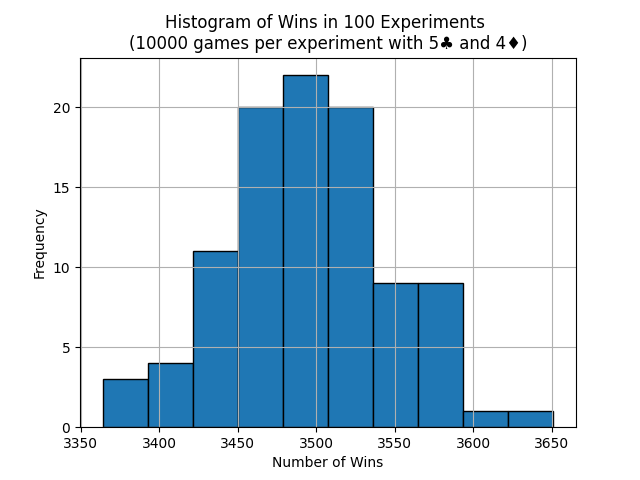 Histogram of Wins in 100 Experiments
(10000 games per experiment with 5♣ and 4♦)
Frequency
20
15
10
5
0
3350 3400 3450 3500 3550 3600 3650
Number of Wins